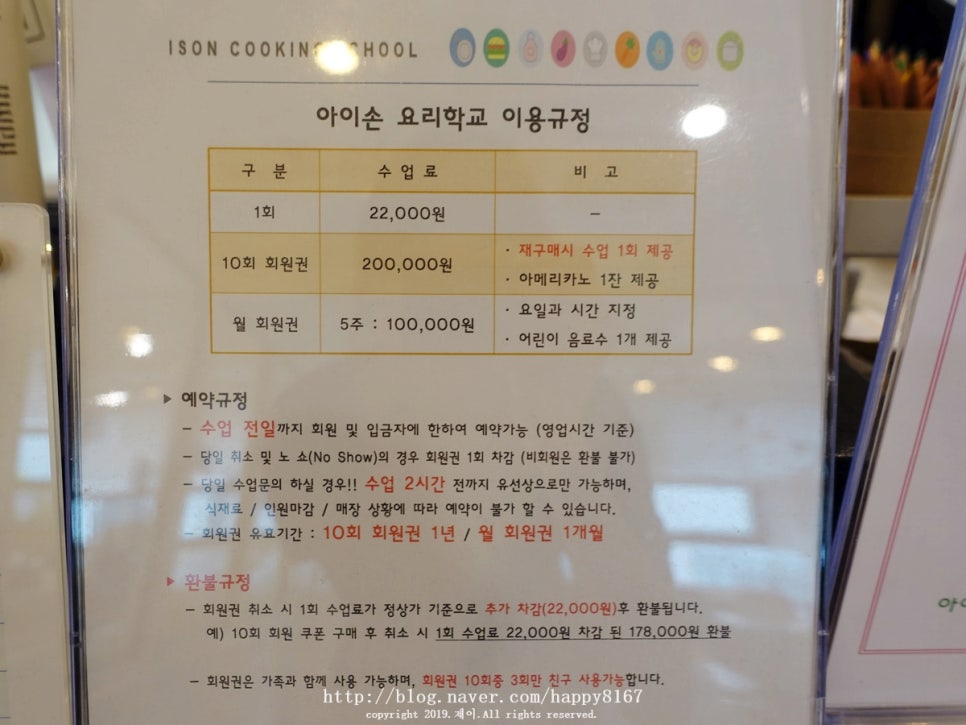 ISON COOKING SCHOOL
아이손 요리학교 이용규정
구 분 수 업 료 비 고
1회 22,000원 -
10회 회원권 200,000원 · 재구매시 수업 1회 제공
· 아메리카노 1잔 제공
월 회원권 5주 : 100,000원 · 요일과 시간 지정
· 어린이 음료수 1개 제공
▶ 예약규정
- 수업 전일까지 회원 및 입금자에 한하여 예약가능 (영업시간 기준)
- 당일 취소 및 노 쇼(No Show)의 경우 회원권 1회 차감 (비회원은 환불 불가)
- 당일 수업문의 하실 경우!! 수업 2시간 전까지 유선상으로만 가능하며,
식재료 / 인원마감 / 매장 상황에 따라 예약이 불가 할 수 있습니다.
- 회원권 유효기간 : 10회 회원권 1년 / 월 회원권 1개월
▶ 환불규정
- 회원권 취소 시 1회 수업료가 정상가 기준으로 추가 차감(22,000원)후 환불됩니다.
예) 10회 회원 쿠폰 구매 후 취소 시 1회 수업료 22,000원 차감 된 178,000원 환불
- 회원권은 가족과 함께 사용 가능하며, 회원권 10회중 3회만 친구 사용가능합니다.
http://blog.naver.com/happy8167
copyright 2019. 제이. All rights reserved.